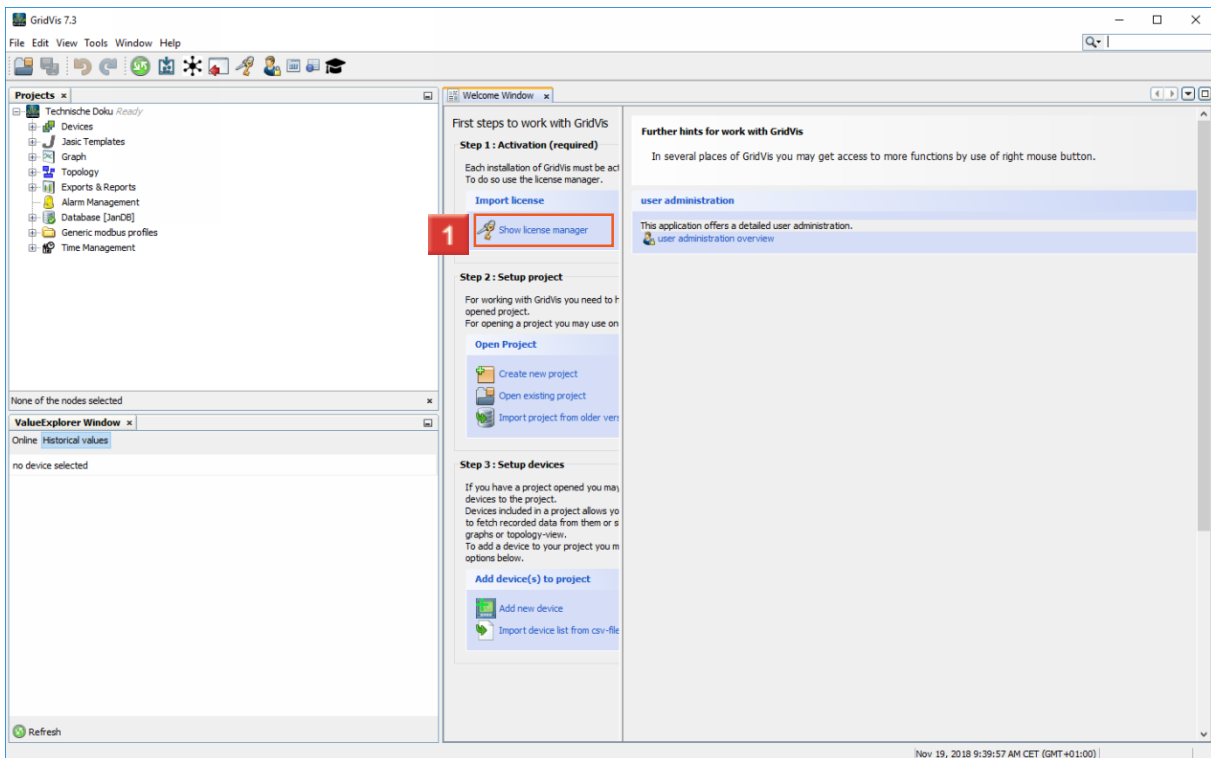 GridVis 7.3
File Edit View Tools Window Help
Projects
Technische Doku Ready
Devices
Jasic Templates
Graph
Topology
Exports & Reports
Alarm Management
Database [JanDB]
Generic modbus profiles
Time Management
None of the nodes selected
ValueExplorer Window
Online Historical values
no device selected
Refresh
Welcome Window
First steps to work with GridVis
Step 1 : Activation (required)
Each installation of GridVis must be act
To do so use the license manager.
Import license
1
Show license manager
Step 2 : Setup project
For working with GridVis you need to h
opened project.
For opening a project you may use on
Open Project
Create new project
Open existing project
Import project from older vers
Step 3 : Setup devices
If you have a project opened you may
devices to the project.
Devices included in a project allows yo
to fetch recorded data from them or s
graphs or topology-view.
To add a device to your project you m
options below.
Add device(s) to project
Add new device
Import device list from csv-file
Further hints for work with GridVis
In several places of GridVis you may get access to more functions by use of right mouse button.
user administration
This application offers a detailed user administration.
user administration overview
Nov 19, 2018 9:39:57 AM CET (GMT+01:00)